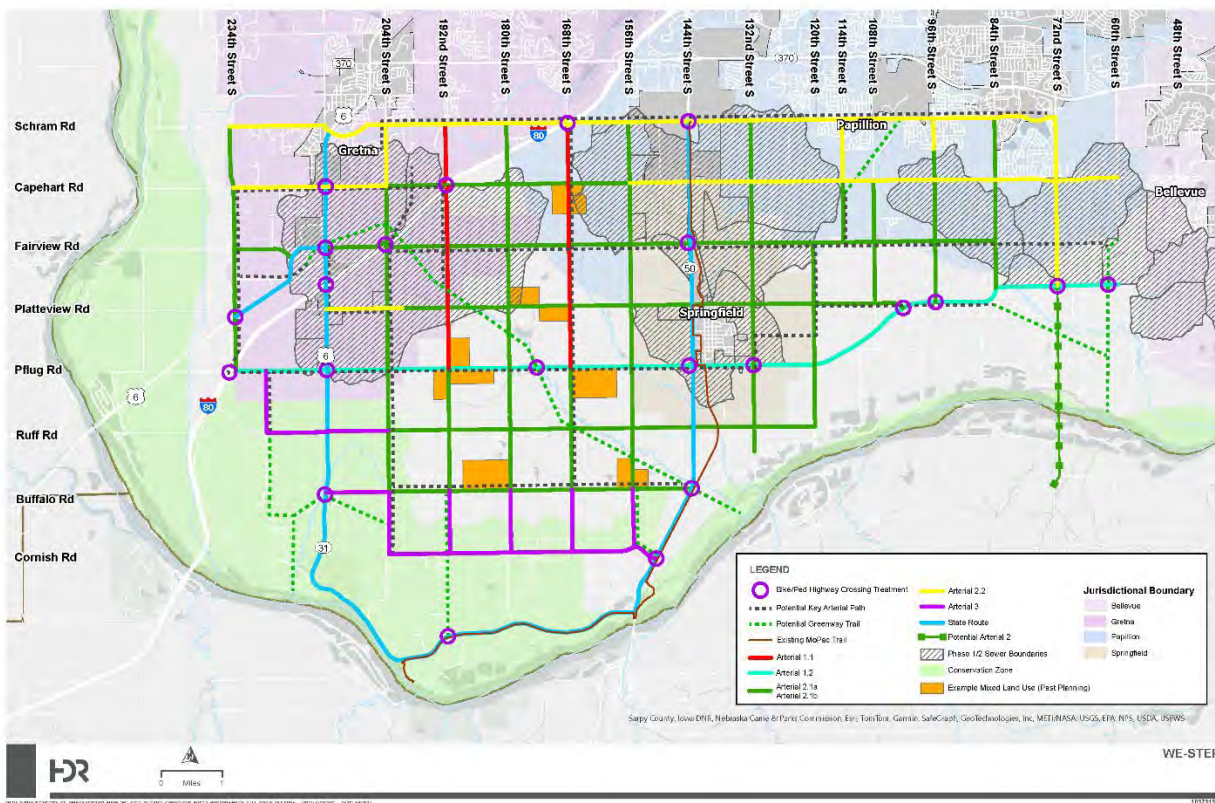 234th Street S
204th Street S
192nd Street S
180th Street S
168th Street S
156th Street S
144th Street S
132nd Street S
120th Street S
114th Street S
108th Street S
96th Street S
84th Street S
72nd Street S
60th Street S
48th Street S
370
370
6
80
Schram Rd
Gretna
Papillion
Capehart Rd
Bellevue
Fairview Rd
50
Platteview Rd
Springfield
6
Pflug Rd
6
80
Ruff Rd
Buffalo Rd
31
Cornish Rd
LEGEND
Bike/Ped Highway Crossing Treatment
Potential Key Arterial Path
Potential Greenway Trail
Existing MoPac Trail
Arterial 1.1
Arterial 1.2
Arterial 2.1a
Arterial 2.1b
Arterial 2.2
Arterial 3
State Route
Potential Arterial 2
Phase 1/2 Sewer Boundaries
Conservation Zone
Example Mixed Land Use (Past Planning)
Jurisdictional Boundary
Bellevue
Gretna
Papillion
Springfield
Sarpy County, Iowa DNR, Nebraska Game & Parks Commission, Esri, TomTom, Garmin, SafeGraph, GeoTechnologies, Inc, METI/NASA, USGS, EPA, NPS, USDA, USFWS
HDR
0 Miles 1
WE-STEP